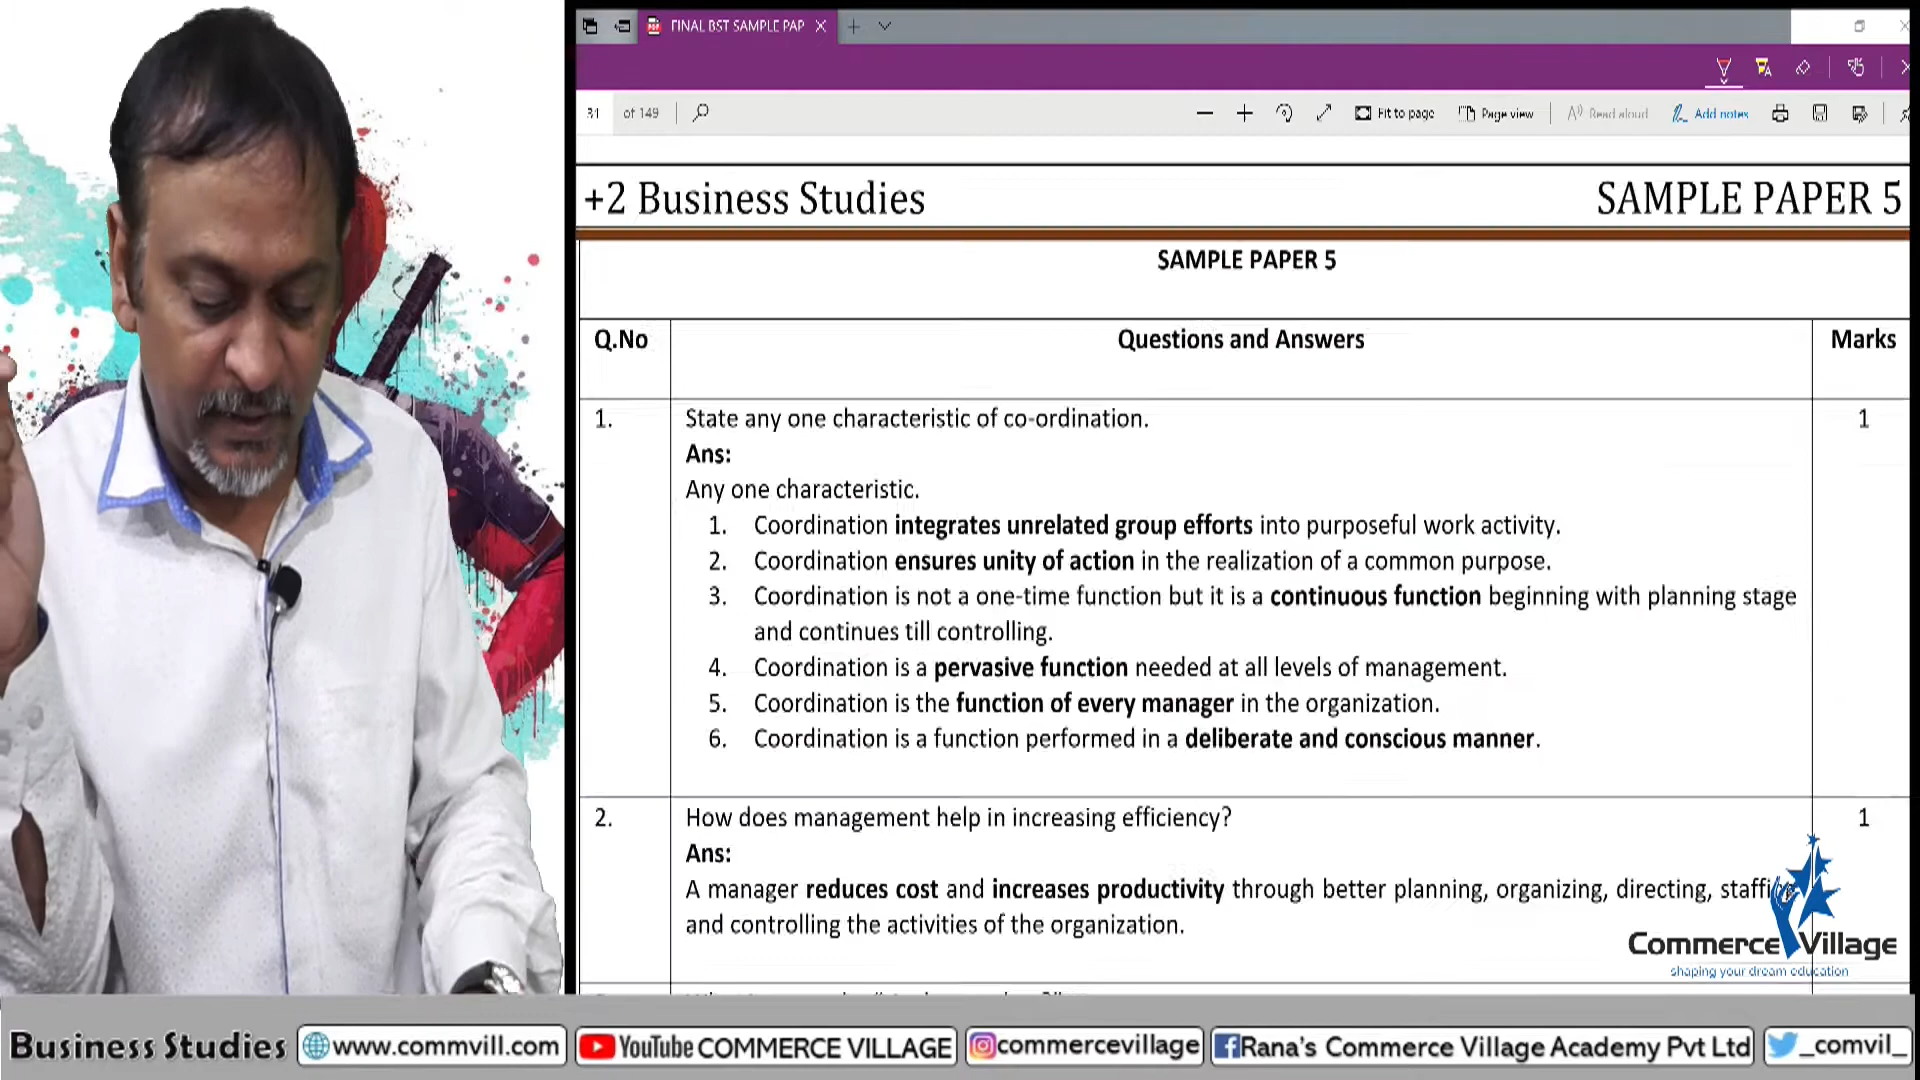 FINAL BST SAMPLE PAP
31 of 149
Fit to page
Page view
Read aloud
Add notes
+2 Business Studies
SAMPLE PAPER 5
SAMPLE PAPER 5
Q.No
Questions and Answers
Marks
1.
State any one characteristic of co-ordination.
1
Ans:
Any one characteristic.
1. Coordination integrates unrelated group efforts into purposeful work activity.
2. Coordination ensures unity of action in the realization of a common purpose.
3. Coordination is not a one-time function but it is a continuous function beginning with planning stage
and continues till controlling.
4. Coordination is a pervasive function needed at all levels of management.
5. Coordination is the function of every manager in the organization.
6. Coordination is a function performed in a deliberate and conscious manner.
2.
How does management help in increasing efficiency?
1
Ans:
A manager reduces cost and increases productivity through better planning, organizing, directing, staffi
and controlling the activities of the organization.
Commerce Village
shaping your dream education
Business Studies
www.commvill.com
YouTube COMMERCE VILLAGE
commercevillage
Rana's Commerce Village Academy Pvt Ltd
_comvil_